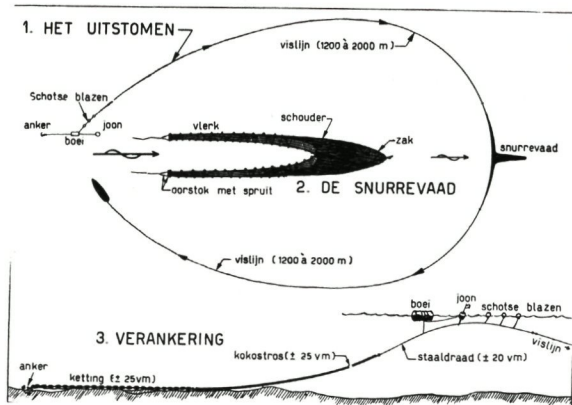 1. HET UITSTOMEN
vislijn (1200 à 2000 m)
Schotse blazen
anker
boei
joon
vlerk
schouder
zak
snurrevaad
oorstok met spruit
2. DE SNURREVAAD
vislijn (1200 à 2000 m)
boei
joon
schotse blazen
3. VERANKERING
kokostros (± 25 vm)
staaldraad (± 20 vm)
vislijn
anker
ketting (± 25vm)